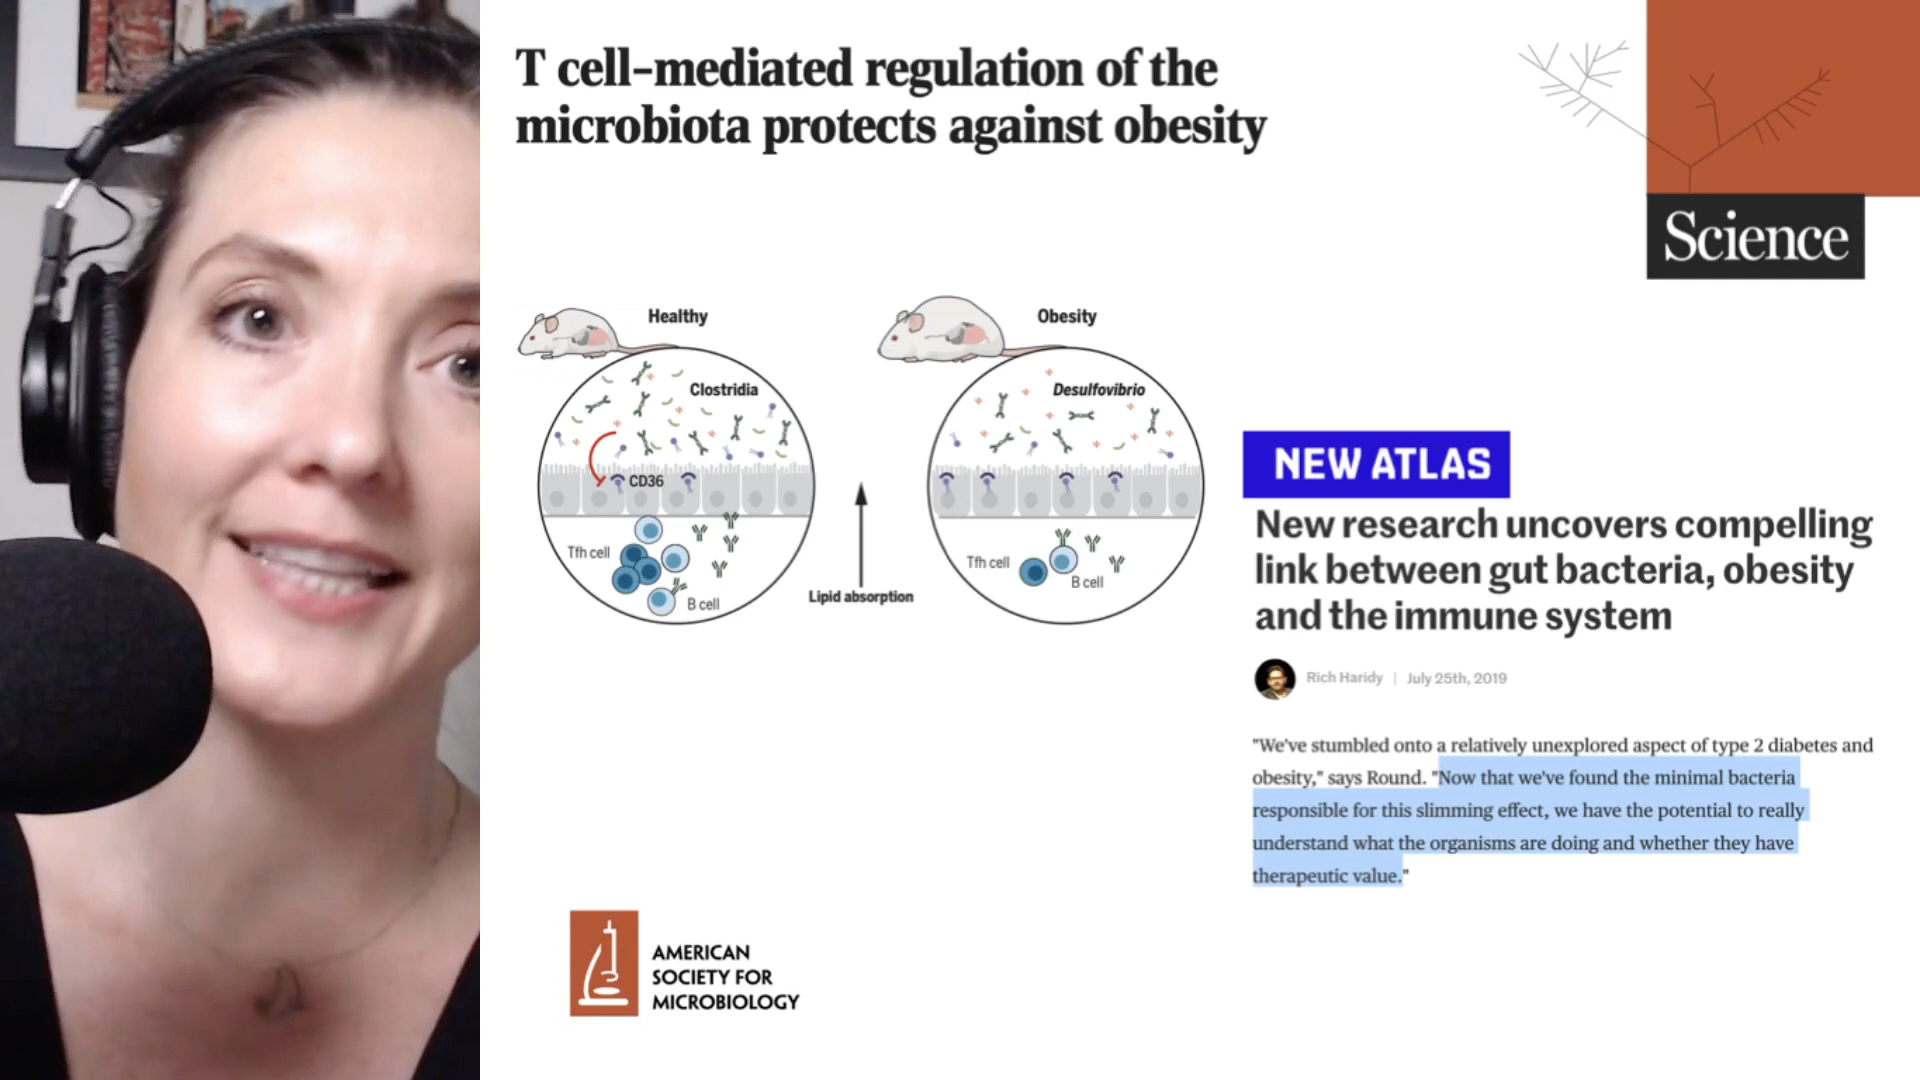 T cell–mediated regulation of the
microbiota protects against obesity
Science
Healthy
Clostridia
CD36
Tfh cell
B cell
Lipid absorption
Obesity
Desulfovibrio
Tfh cell
B cell
NEW ATLAS
New research uncovers compelling
link between gut bacteria, obesity
and the immune system
Rich Haridy | July 25th, 2019
"We've stumbled onto a relatively unexplored aspect of type 2 diabetes and
obesity," says Round. "Now that we've found the minimal bacteria
responsible for this slimming effect, we have the potential to really
understand what the organisms are doing and whether they have
therapeutic value."
AMERICAN
SOCIETY FOR
MICROBIOLOGY